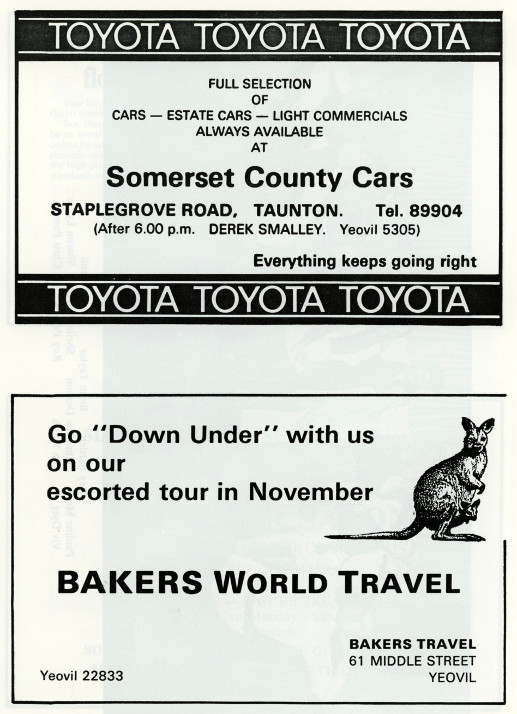 TOYOTA TOYOTA TOYOTA
FULL SELECTION
OF
CARS — ESTATE CARS — LIGHT COMMERCIALS
ALWAYS AVAILABLE
AT
Somerset County Cars
STAPLEGROVE ROAD, TAUNTON. Tel. 89904
(After 6.00 p.m. DEREK SMALLEY. Yeovil 5305)
Everything keeps going right
TOYOTA TOYOTA TOYOTA
Go "Down Under" with us
on our
escorted tour in November
BAKERS WORLD TRAVEL
BAKERS TRAVEL
61 MIDDLE STREET
Yeovil 22833 YEOVIL